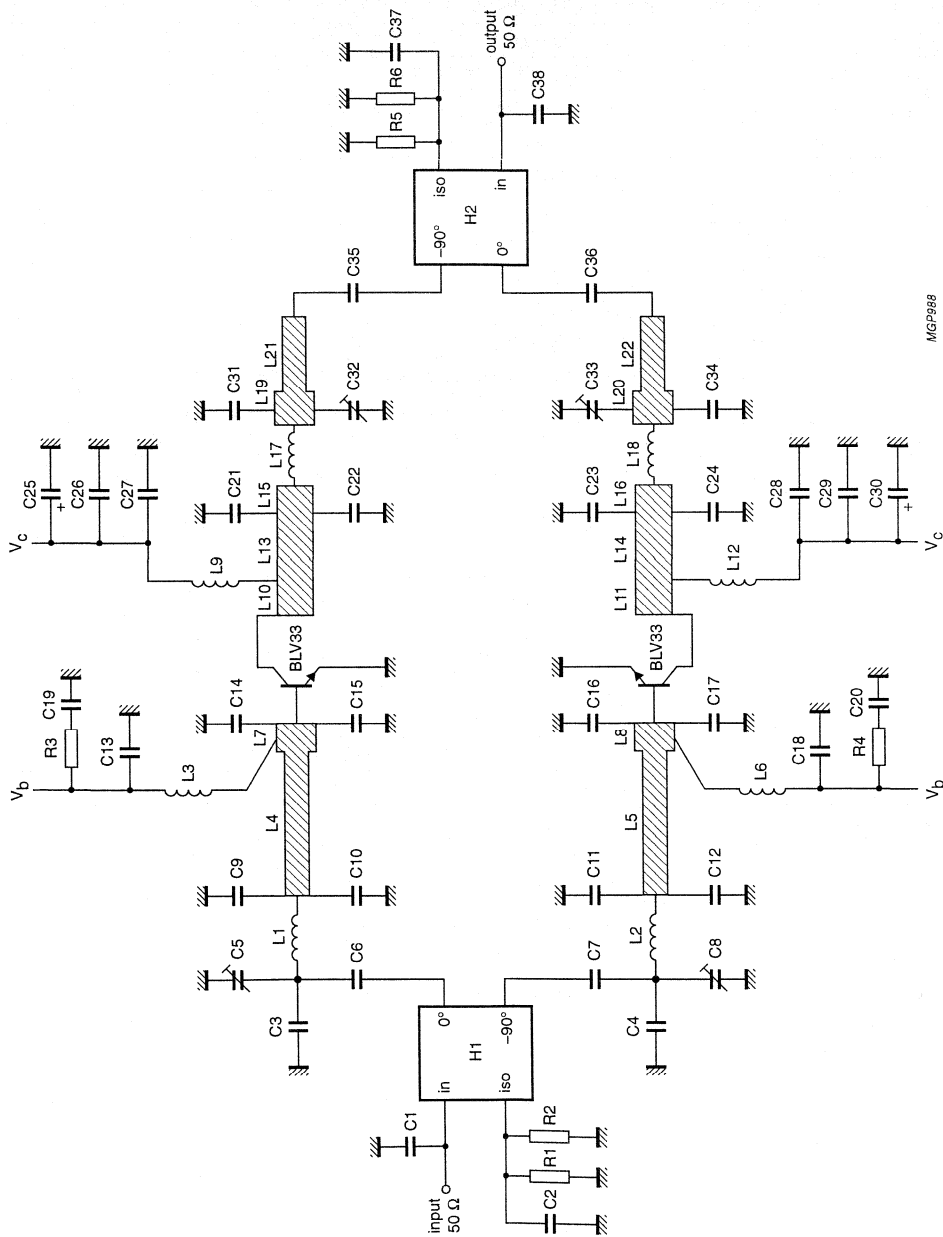 input
50 Ω
C1
C2
R1
R2
in
iso
H1
0°
−90°
C3
C4
C5
C6
C7
C8
L1
L2
C9
C10
C11
C12
L4
L5
Vb
R3
C19
C13
L3
L7
C14
C15
BLV33
C16
C17
L8
BLV33
L6
C18
C20
R4
Vb
Vc
C25
+
C26
C27
L9
L10
L13
L15
C21
C22
L17
L11
L14
L16
C23
C24
L18
L12
C28
C29
C30
+
Vc
L19
L21
C31
C32
C33
L20
L22
C34
C35
C36
−90°
0°
H2
iso
in
R5
R6
C37
output
50 Ω
C38
MGP988